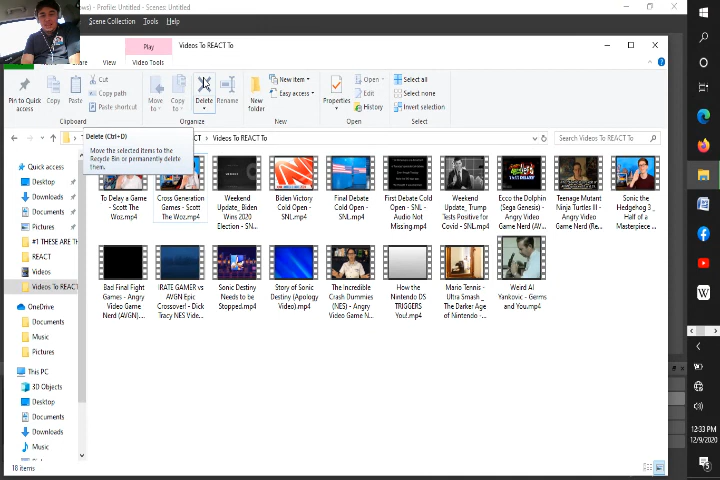 ws) - Profile: Untitled - Scenes: Untitled
Scene Collection Tools Help
Play Videos To REACT To
View Video Tools
Pin to Quick access
Copy
Paste
Cut
Copy path
Paste shortcut
Clipboard
Move to
Copy to
Delete
Rename
Organize
New folder
New item
Easy access
New
Properties
Open
Edit
History
Open
Select all
Select none
Invert selection
Select
Delete (Ctrl+D)
Move the selected items to the
Recycle Bin or permanently delete
them.
CT Videos To REACT To
Search Videos To REACT To
Quick access
Desktop
Downloads
Documents
Pictures
#1 THESE ARE TH
REACT
Videos
Videos To REACT
OneDrive
Documents
Music
Pictures
This PC
3D Objects
Desktop
Documents
Downloads
Music
To Delay a Game - Scott The Woz.mp4
Cross Generation Games - Scott The Woz.mp4
Weekend Update_ Biden Wins 2020 Election - SN...
Biden Victory Cold Open - SNL.mp4
Final Debate Cold Open - SNL.mp4
First Debate Cold Open - SNL - Audio Not Missing.mp4
Weekend Update_ Trump Tests Positive for Covid - SNL.mp4
Ecco the Dolphin (Sega Genesis) - Angry Video Game Nerd (AV...
Teenage Mutant Ninja Turtles III - Angry Video Game Nerd (Re...
Sonic the Hedgehog 3 _ Half of a Masterpiece ...
Bad Final Fight Games - Angry Video Game Nerd (AVGN)....
IRATE GAMER vs AVGN Epic Crossover! - Dick Tracy NES Vide...
Sonic Destiny Needs to be Stopped.mp4
Story of Sonic Destiny (Apology Video).mp4
The Incredible Crash Dummies (NES) - Angry Video Game N...
How the Nintendo DS TRIGGERS You!.mp4
Mario Tennis - Ultra Smash _ The Darker Age of Nintendo - ...
Weird Al Yankovic - Germs and You.mp4
18 items
12:33 PM
12/9/2020